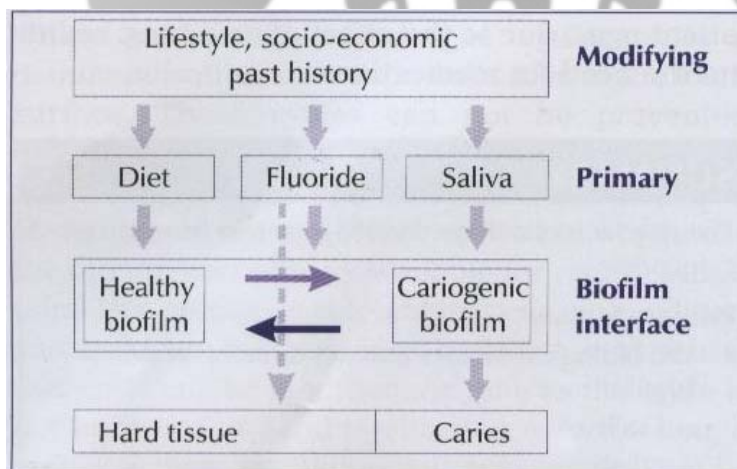 Lifestyle, socio-economic
past history
Modifying
Diet
Fluoride
Saliva
Primary
Healthy
biofilm
Cariogenic
biofilm
Biofilm
interface
Hard tissue
Caries